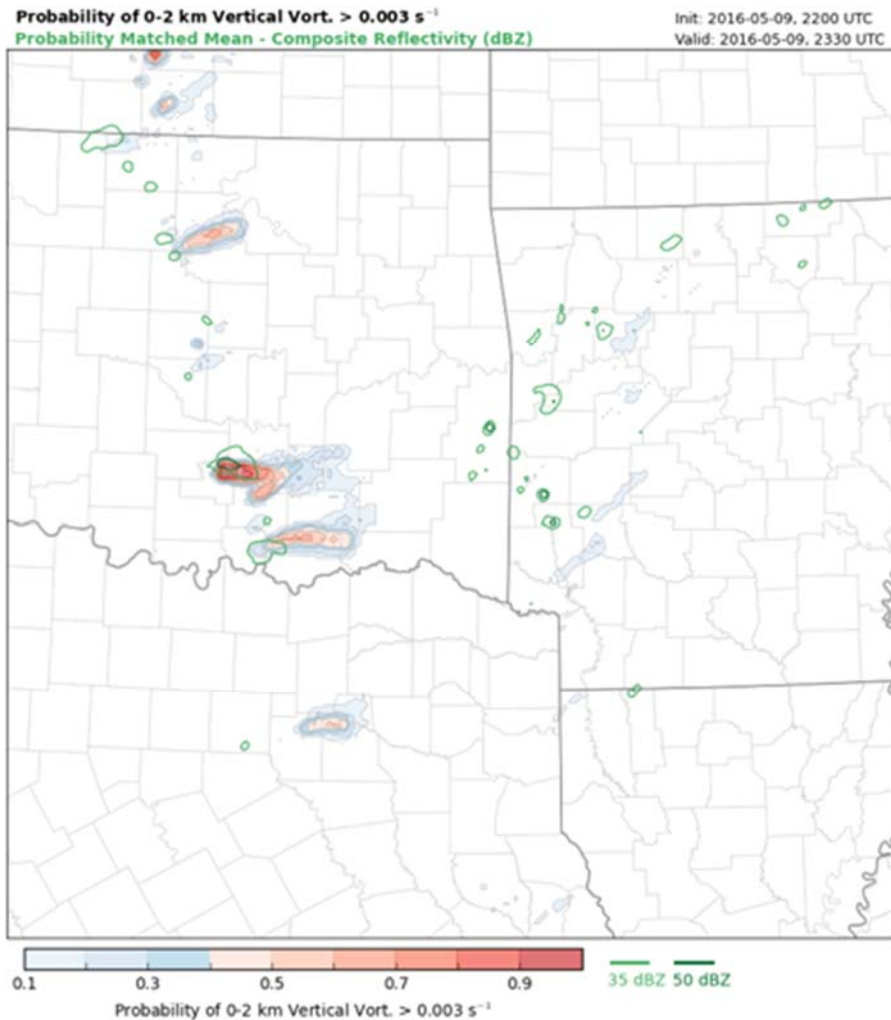 Probability of 0-2 km Vertical Vort. > 0.003 s⁻¹
Init: 2016-05-09, 2200 UTC
Probability Matched Mean - Composite Reflectivity (dBZ)
Valid: 2016-05-09, 2330 UTC
0.1 0.3 0.5 0.7 0.9
35 dBZ 50 dBZ
Probability of 0-2 km Vertical Vort. > 0.003 s⁻¹